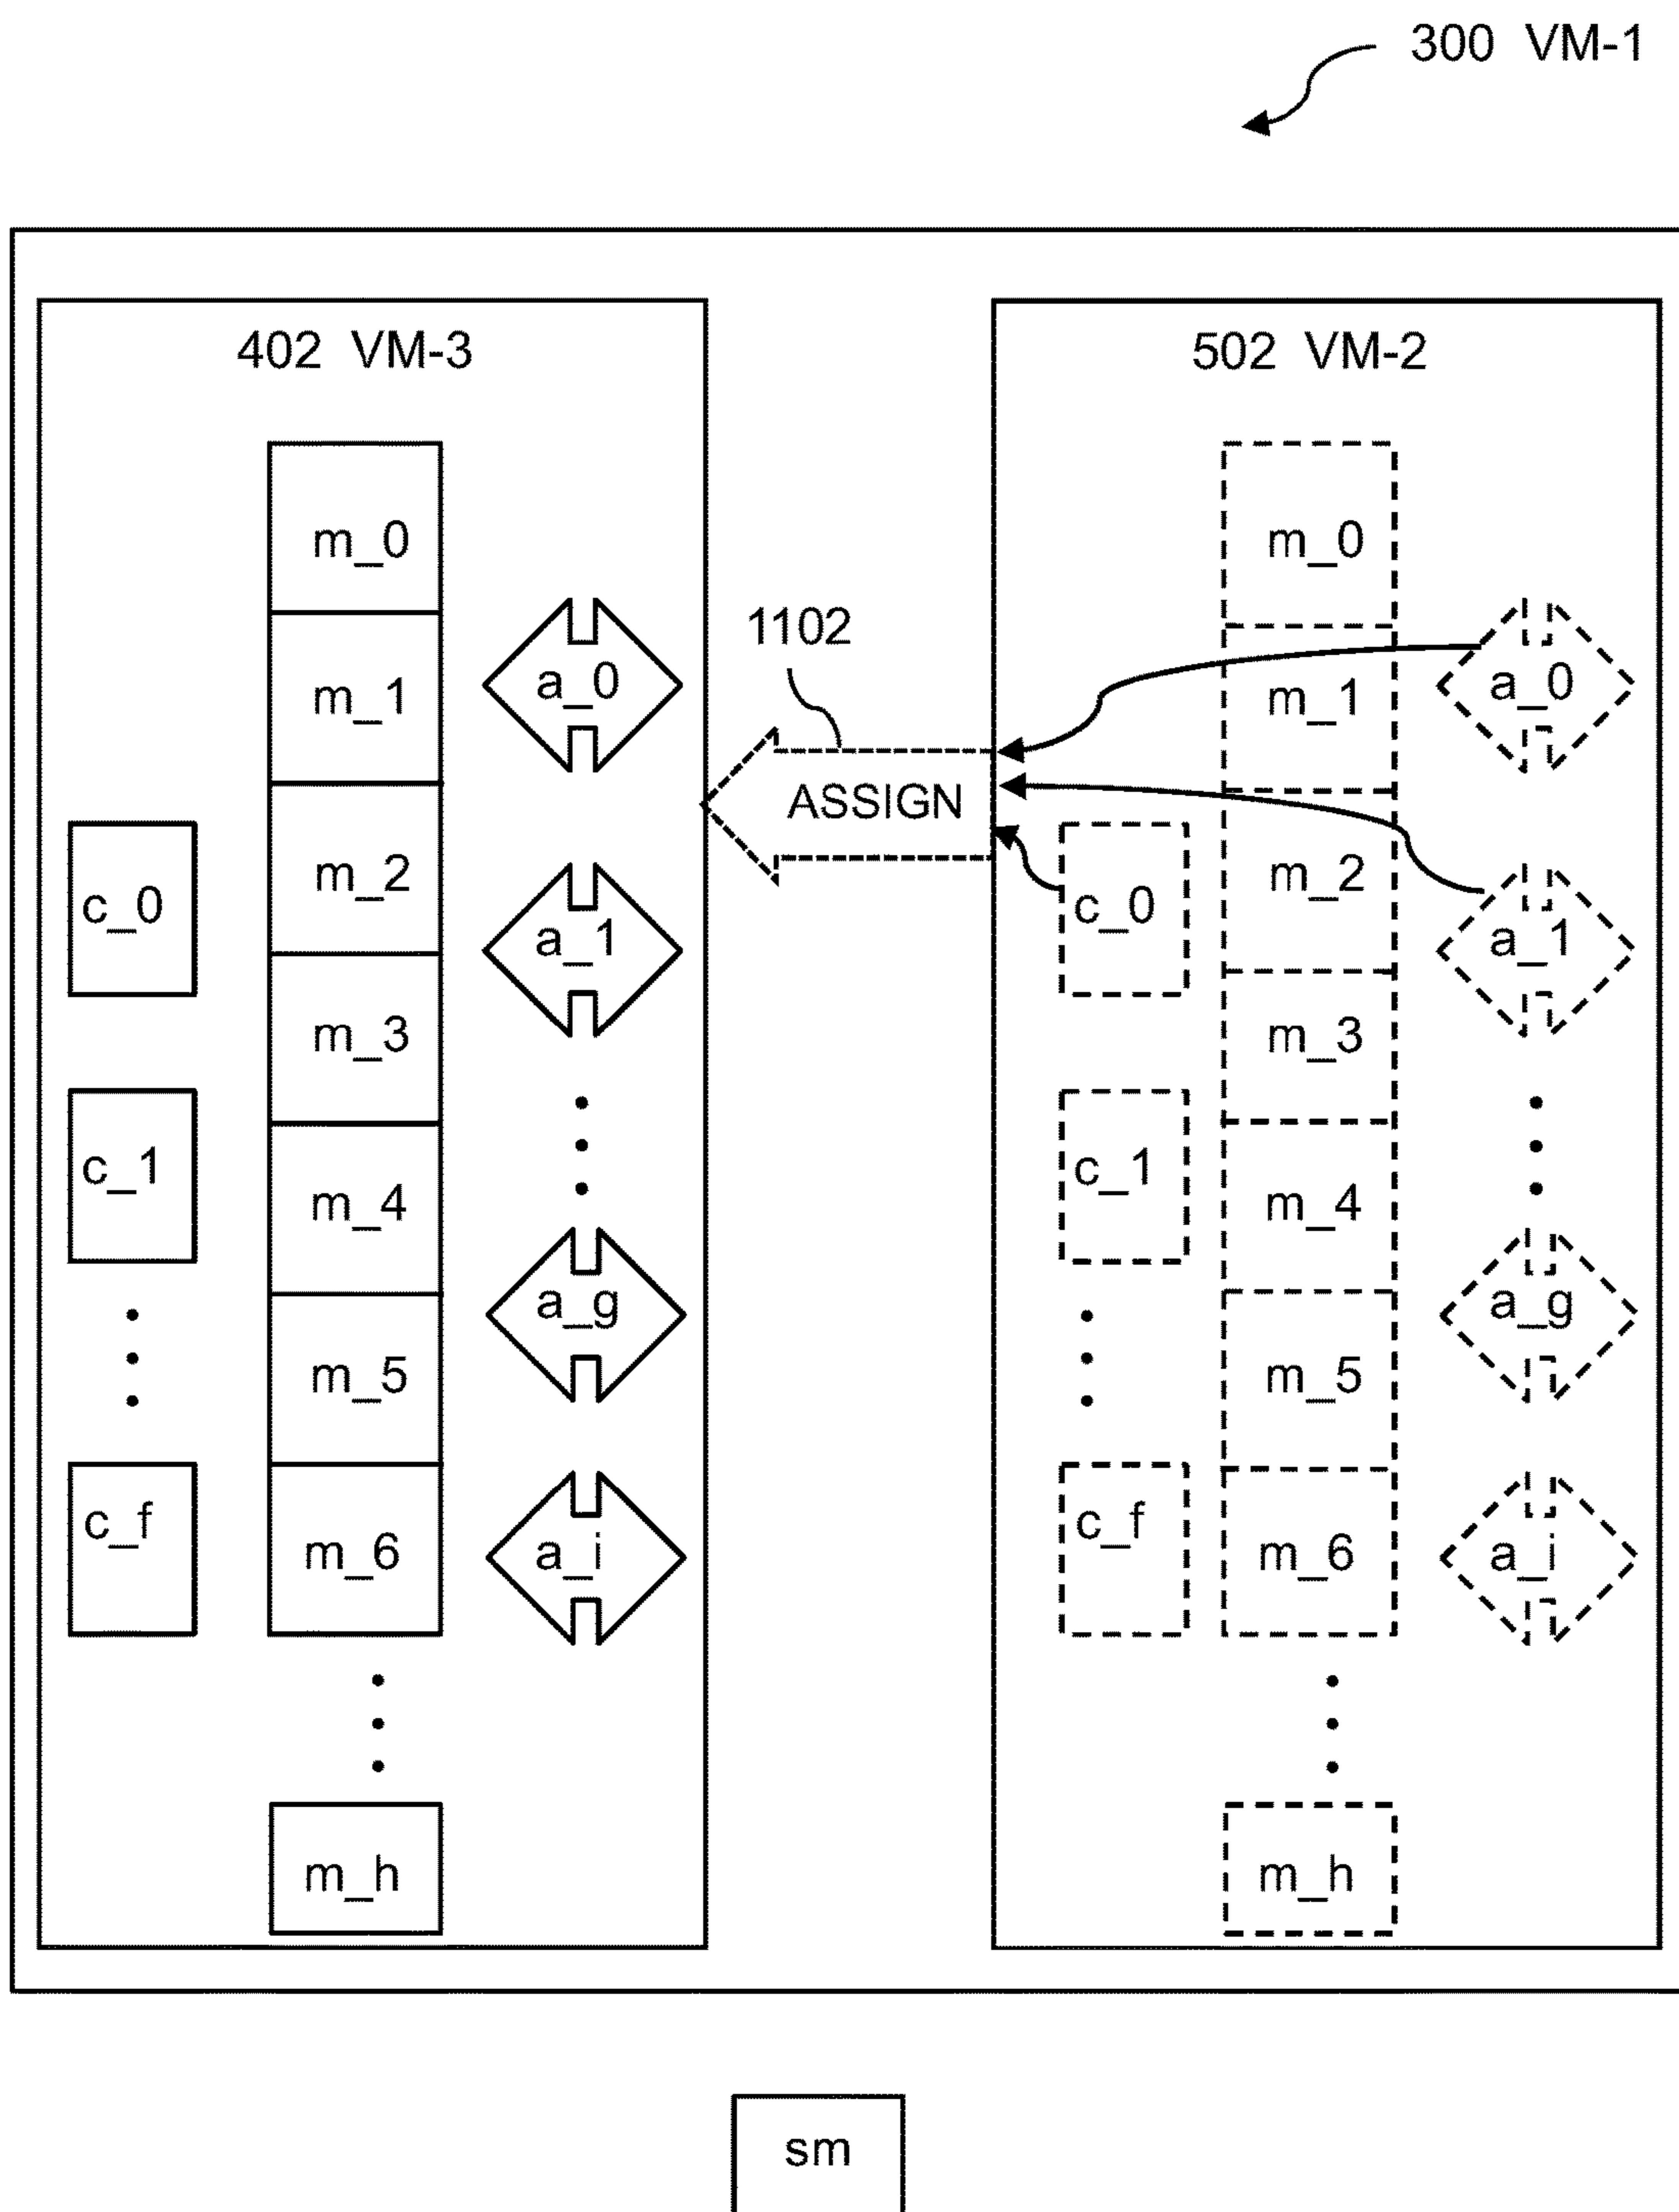 300 VM-1
402 VM-3
m_0
m_1
m_2
m_3
m_4
m_5
m_6
m_h
c_0
c_1
c_f
a_0
a_1
a_g
a_i
1102
ASSIGN
502 VM-2
c_0
c_1
c_f
m_0
m_1
m_2
m_3
m_4
m_5
m_6
m_h
a_0
a_1
a_g
a_i
sm